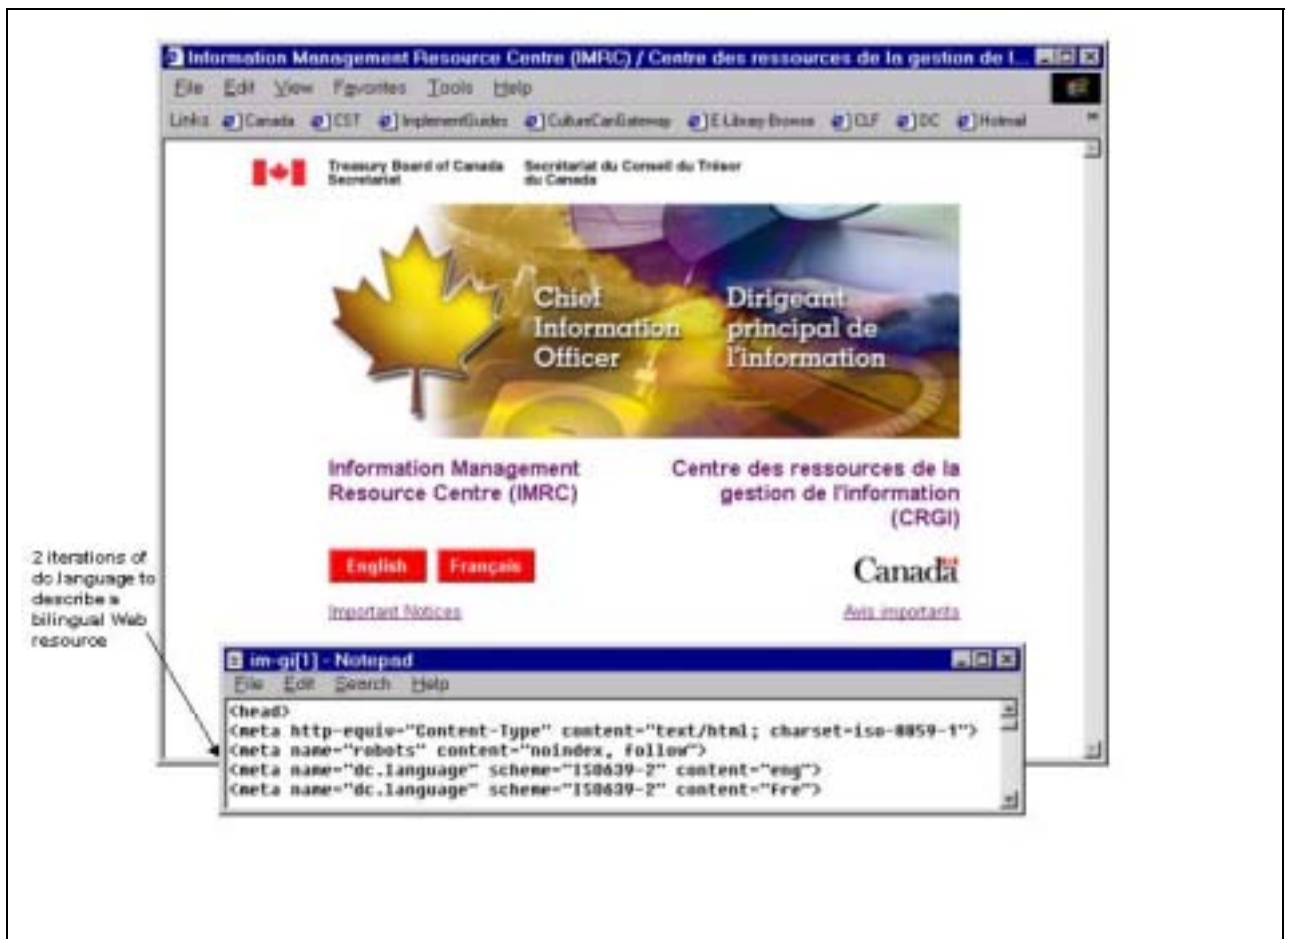 Information Management Resource Centre (IMRC) / Centre des ressources de la gestion de l...
File Edit View Favorites Tools Help
Links Canada CST ImplementGuides CultureCanGateway E Library Browse CLF DC Hotmail
Treasury Board of Canada Secrétariat du Conseil du Trésor
Secretariat du Canada
Chief
Information
Officer
Dirigeant
principal de
l'information
Information Management
Resource Centre (IMRC)
Centre des ressources de la
gestion de l'information
(CRGI)
English Français
Canada
Important Notices
Avis importants
2 iterations of
dc.language to
describe a
bilingual Web
resource
im-gi[1] - Notepad
File Edit Search Help
<head>
<meta http-equiv="Content-Type" content="text/html; charset=iso-8859-1">
<meta name="robots" content="noindex, follow">
<meta name="dc.language" scheme="ISO639-2" content="eng">
<meta name="dc.language" scheme="ISO639-2" content="fre">